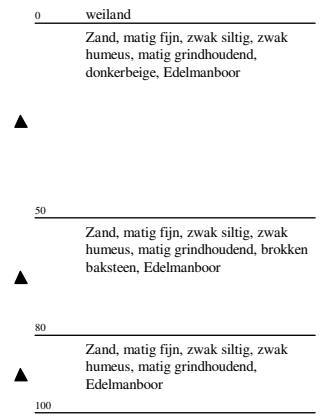 0 weiland
Zand, matig fijn, zwak siltig, zwak
humeus, matig grindhoudend,
donkerbeige, Edelmanboor
50
Zand, matig fijn, zwak siltig, zwak
humeus, matig grindhoudend, brokken
baksteen, Edelmanboor
80
Zand, matig fijn, zwak siltig, zwak
humeus, matig grindhoudend,
Edelmanboor
100